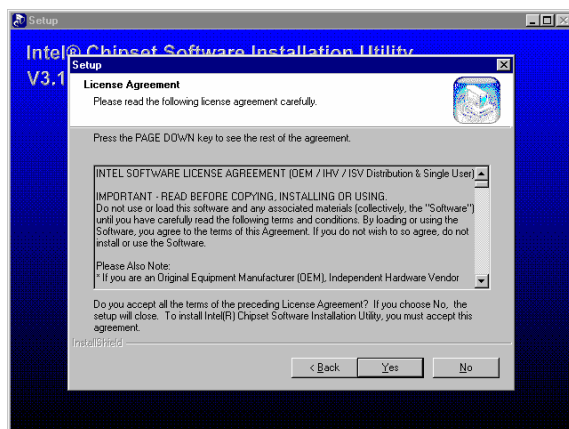 Setup
Intel® Chipset Software Installation Utility
V3.1
Setup
License Agreement
Please read the following license agreement carefully.
Press the PAGE DOWN key to see the rest of the agreement.
INTEL SOFTWARE LICENSE AGREEMENT (OEM / IHV / ISV Distribution & Single User)
IMPORTANT - READ BEFORE COPYING, INSTALLING OR USING.
Do not use or load this software and any associated materials (collectively, the "Software")
until you have carefully read the following terms and conditions. By loading or using the
Software, you agree to the terms of this Agreement. If you do not wish to so agree, do not
install or use the Software.
Please Also Note:
* If you are an Original Equipment Manufacturer (OEM), Independent Hardware Vendor
Do you accept all the terms of the preceding License Agreement? If you choose No, the
setup will close. To install Intel(R) Chipset Software Installation Utility, you must accept this
agreement.
InstallShield
< Back
Yes
No